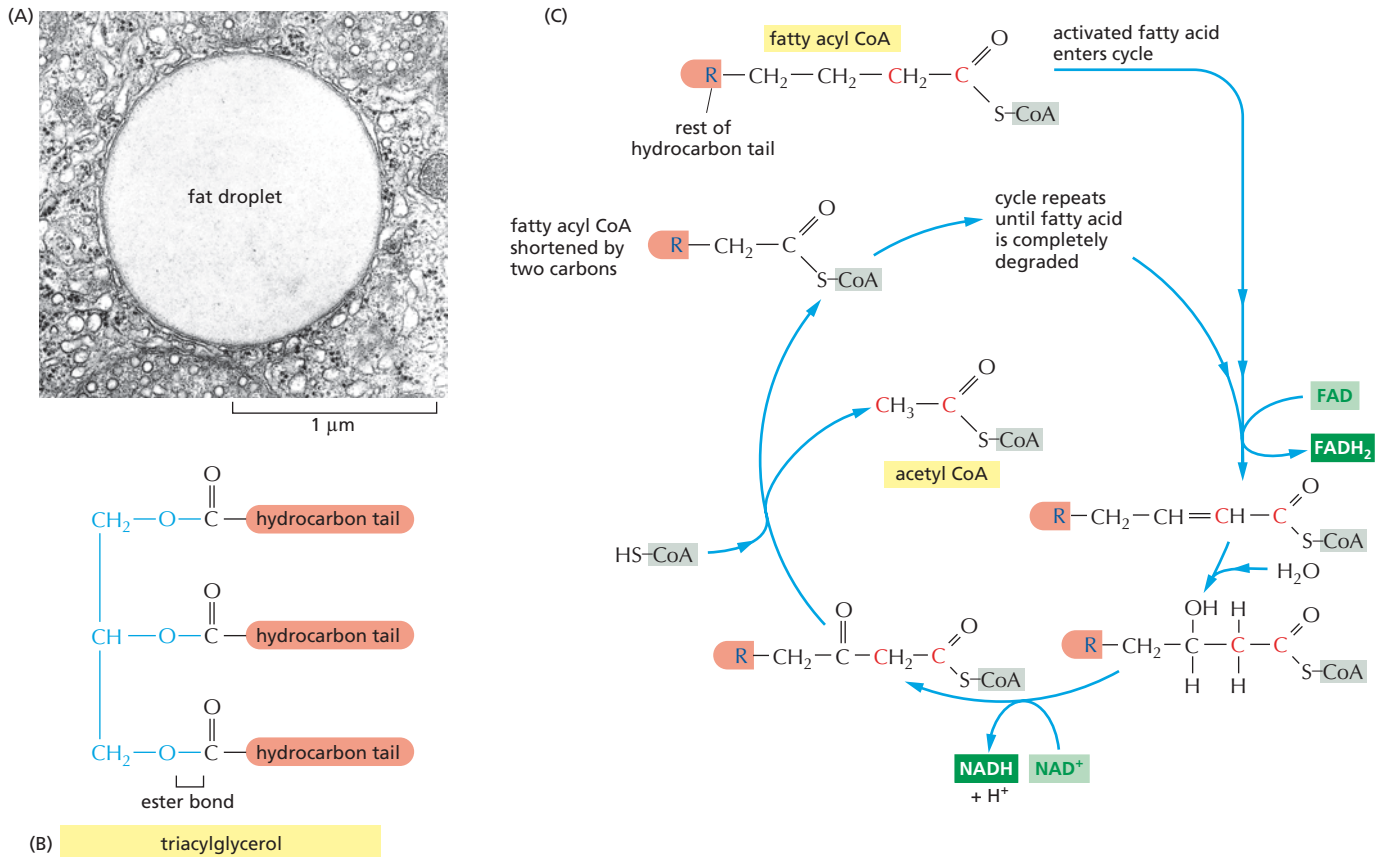 (A)
fat droplet
1 μm
O
CH₂—O—C—hydrocarbon tail
O
CH—O—C—hydrocarbon tail
O
CH₂—O—C—hydrocarbon tail
ester bond
(B)
triacylglycerol
(C)
fatty acyl CoA
O
R—CH₂—CH₂—CH₂—C
S–CoA
rest of
hydrocarbon tail
activated fatty acid
enters cycle
fatty acyl CoA
shortened by
two carbons
O
R—CH₂—C
S–CoA
cycle repeats
until fatty acid
is completely
degraded
O
CH₃—C
S–CoA
acetyl CoA
FAD
FADH₂
O
R—CH₂—CH=CH—C
S–CoA
H₂O
OH H O
R—CH₂—C—C—C
S–CoA
H H
HS–CoA
O
O
R—CH₂—C—CH₂—C
S–CoA
NADH
+ H⁺
NAD⁺